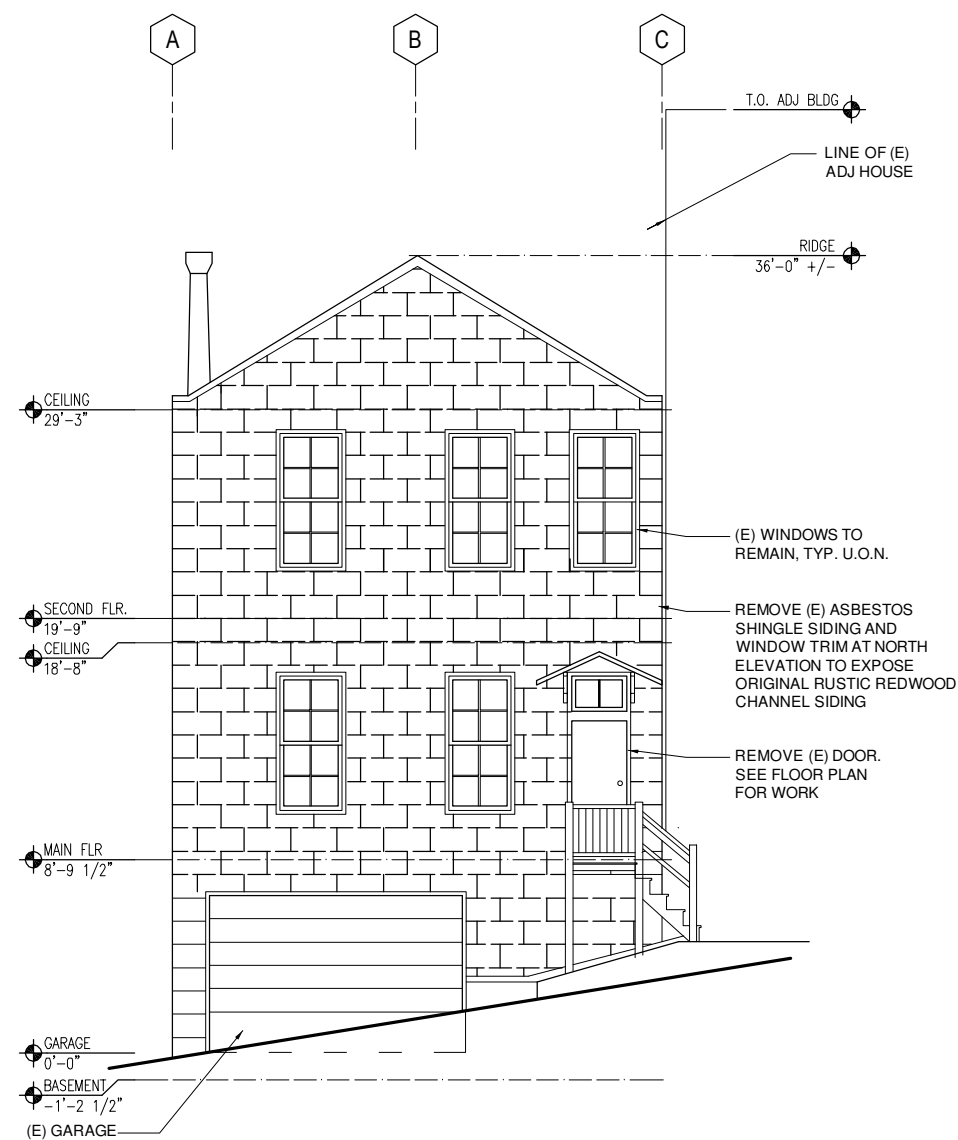 A
B
C
T.O. ADJ BLDG
LINE OF (E)
ADJ HOUSE
RIDGE
36'-0" +/-
CEILING
29'-3"
(E) WINDOWS TO
REMAIN, TYP. U.O.N.
SECOND FLR.
19'-9"
CEILING
18'-8"
REMOVE (E) ASBESTOS
SHINGLE SIDING AND
WINDOW TRIM AT NORTH
ELEVATION TO EXPOSE
ORIGINAL RUSTIC REDWOOD
CHANNEL SIDING
REMOVE (E) DOOR.
SEE FLOOR PLAN
FOR WORK
MAIN FLR
8'-9 1/2"
GARAGE
0'-0"
BASEMENT
-1'-2 1/2"
(E) GARAGE